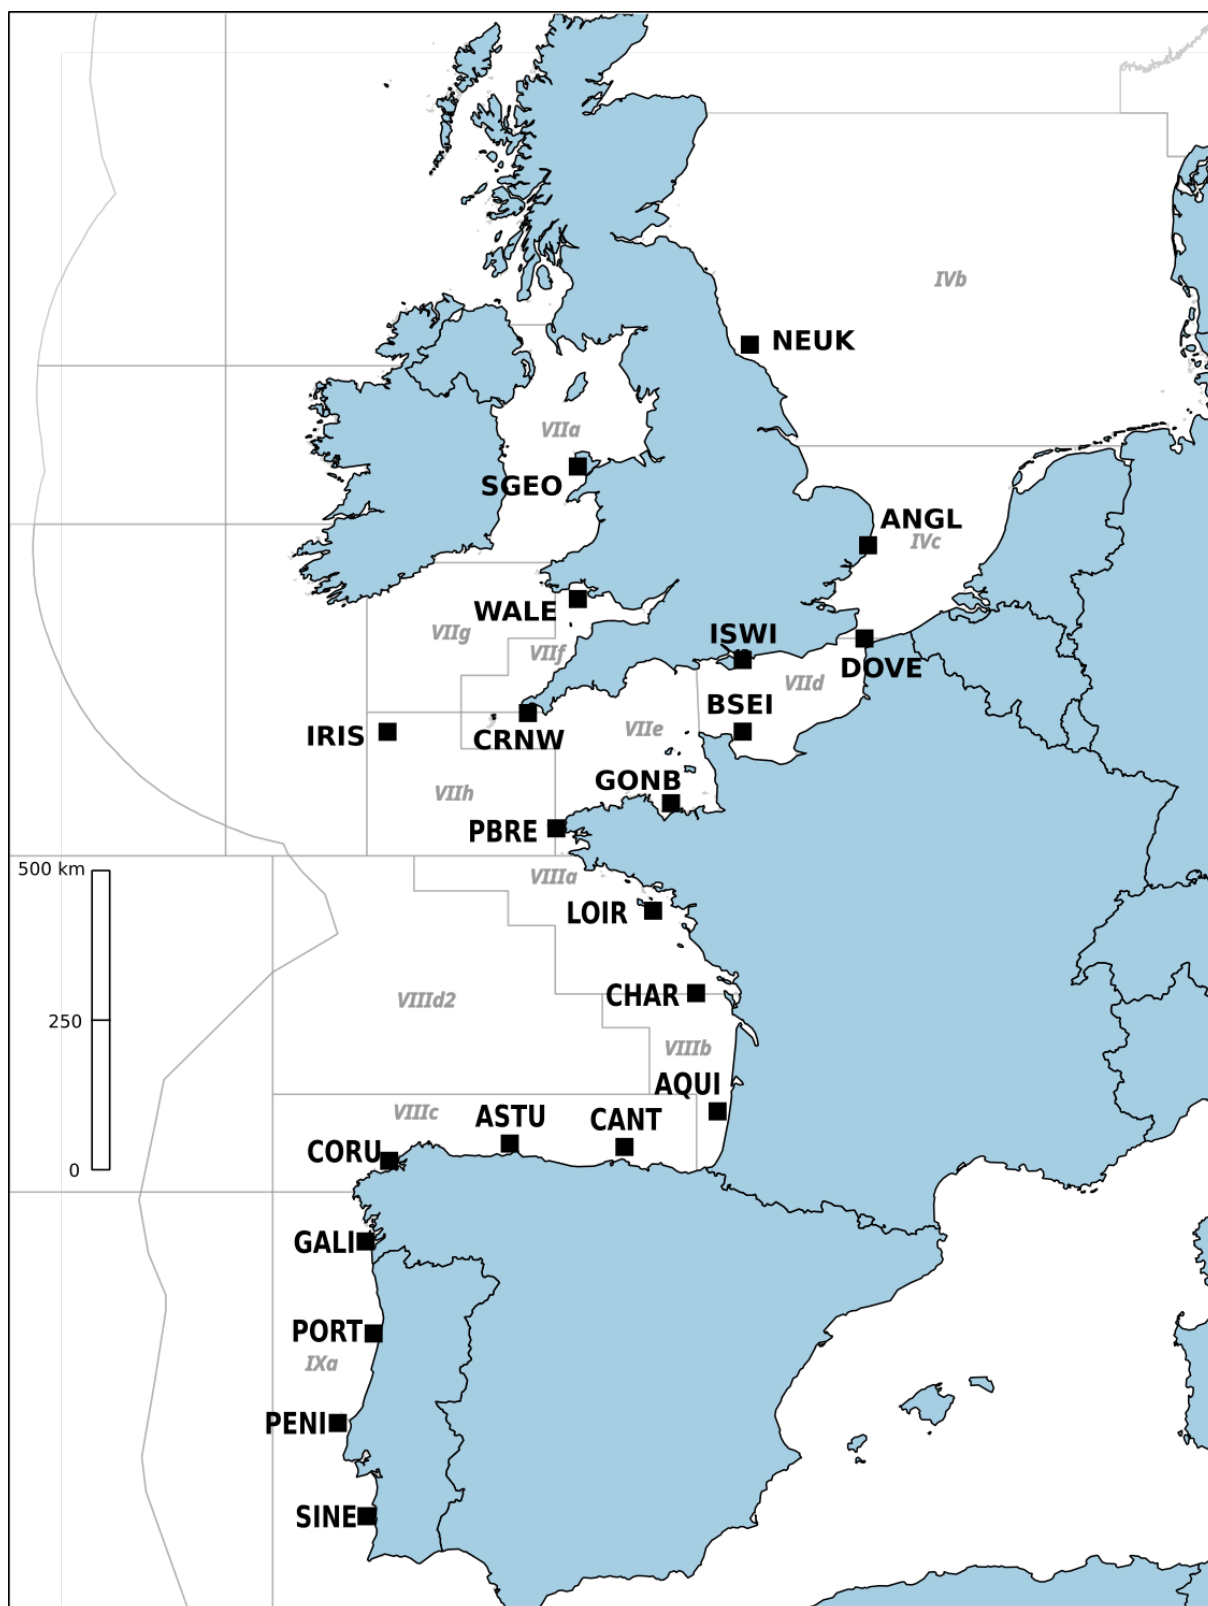 IVb
NEUK
VIIa
SGEO
ANGL
IVc
WALE
VIIg
ISWI
VIIf
DOVE
VIId
BSEI
IRIS
CRNW
VIIe
GONB
VIIh
PBRE
500 km
VIIIa
LOIR
CHAR
VIIId2
250
VIIIb
AQUI
VIIIc
ASTU
CANT
CORU
0
GALI
PORT
IXa
PENI
SINE